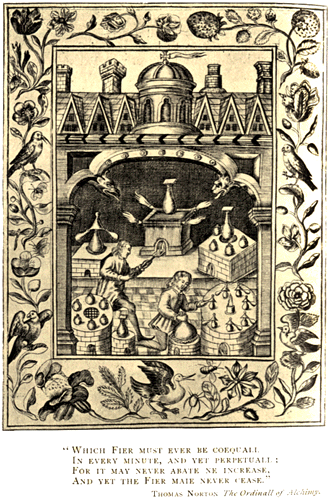 "WHICH FIER MUST EVER BE COEQUALL
IN EVERY MINUTE, AND YET PERPETUALL:
FOR IT MAY NEVER ABATE NE INCREASE,
AND YET THE FIER MAIE NEVER CEASE."
THOMAS NORTON The Ordinall of Alchimy.